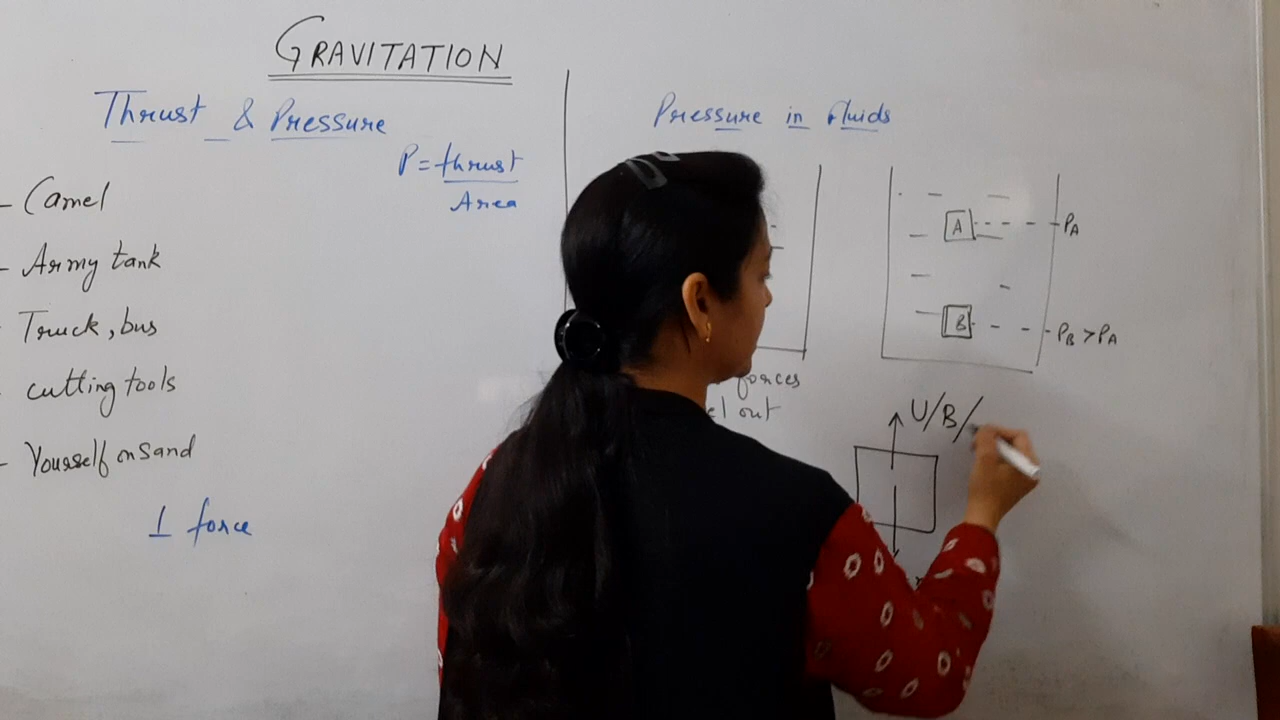 GRAVITATION
Thrust & Pressure
P = thrust
Area
- Camel
- Army tank
- Truck, bus
- cutting tools
- Yourself on sand
⊥ force
Pressure in Fluids
A
PA
B
PB > PA
forces
out
U/B/